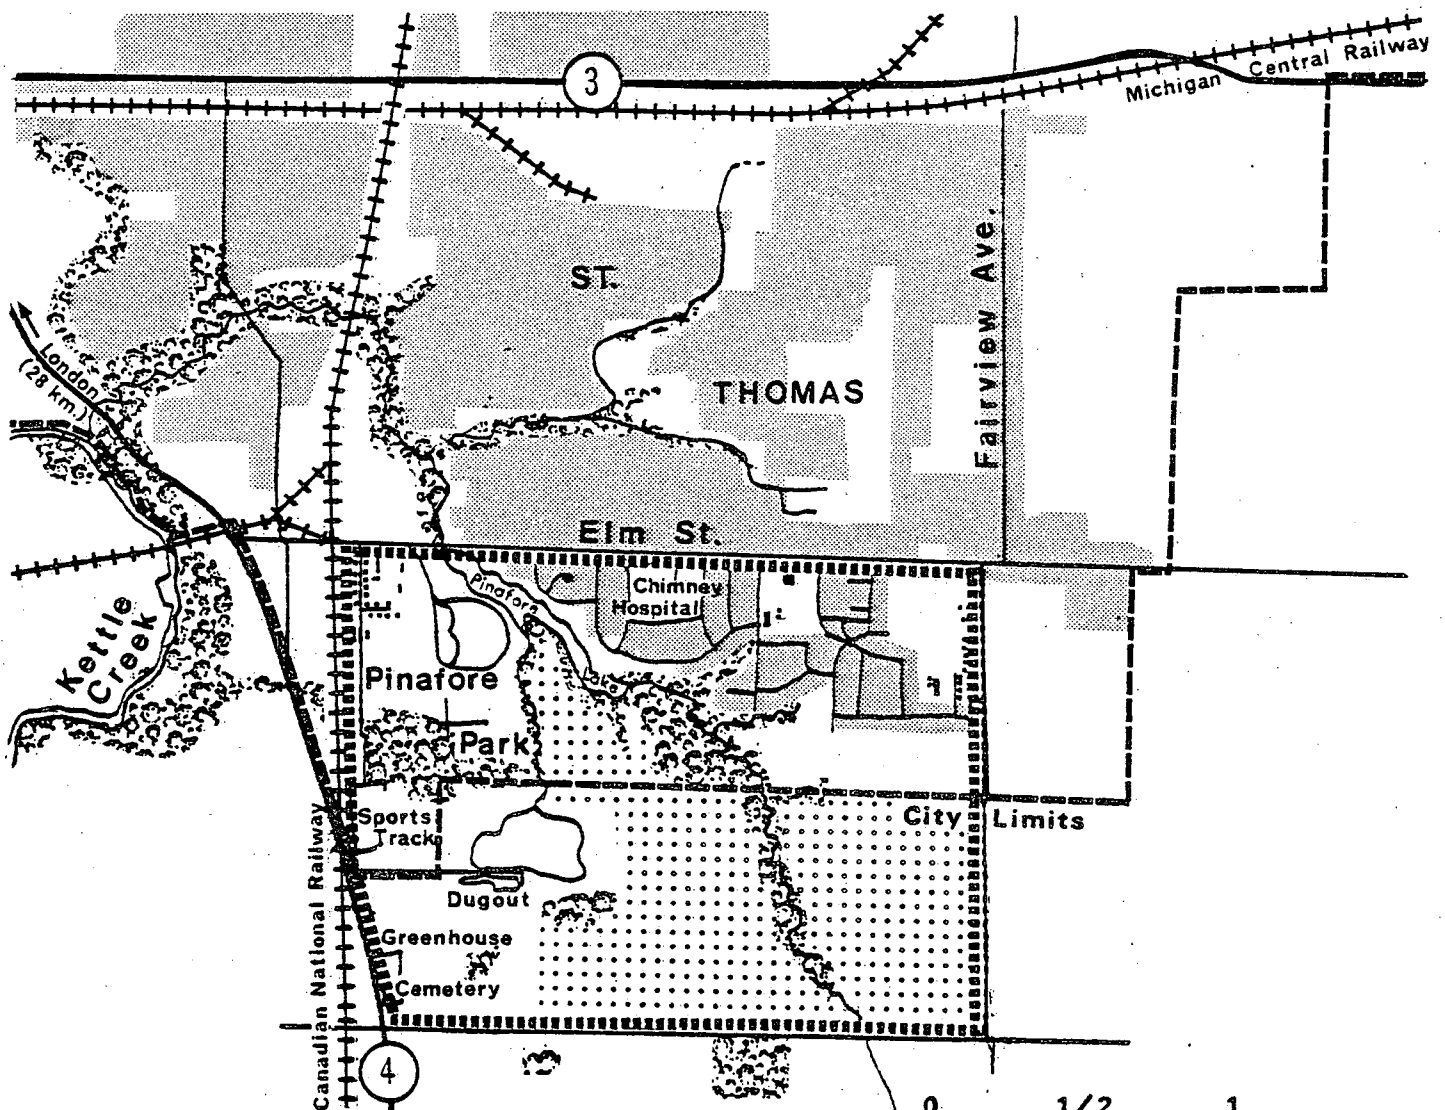 3
Michigan Central Railway
ST.
THOMAS
Fairview Ave.
London
(28 km.)
Elm St.
Kettle
Creek
Pinafore
Lake
Chimney
Hospital
Pinafore
Park
Sports
Track
City Limits
Dugout
Greenhouse
Cemetery
Canadian National Railway
4
0 1/2 1